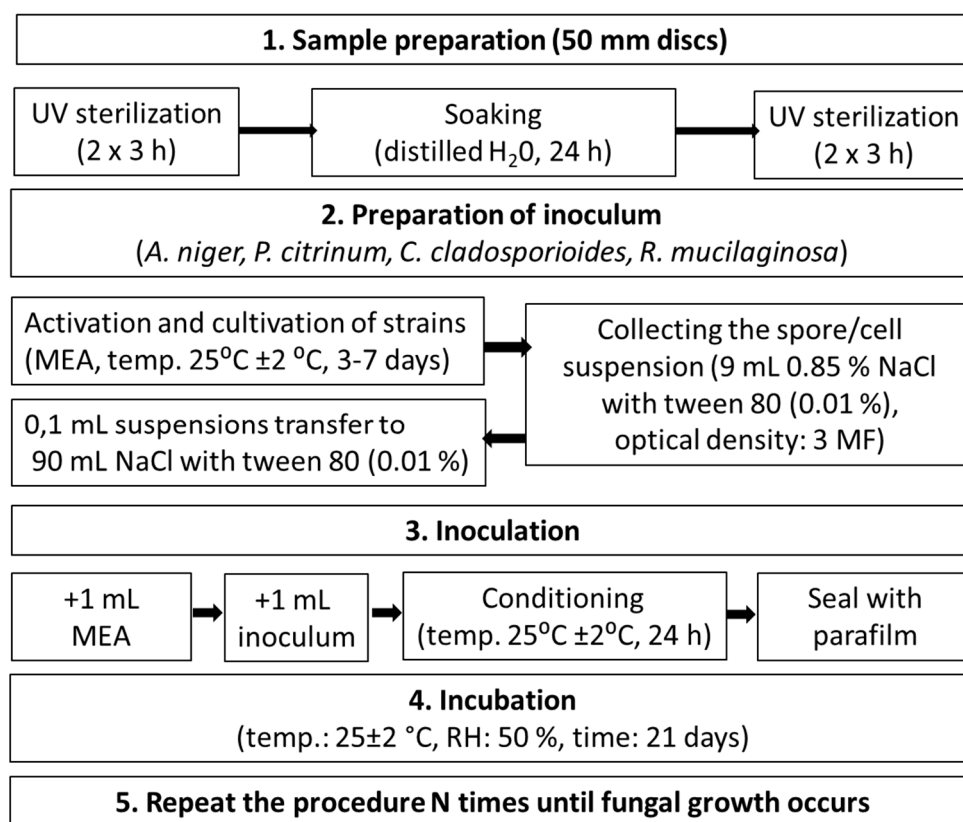 1. Sample preparation (50 mm discs)
UV sterilization
(2 x 3 h)
Soaking
(distilled H₂0, 24 h)
UV sterilization
(2 x 3 h)
2. Preparation of inoculum
(A. niger, P. citrinum, C. cladosporioides, R. mucilaginosa)
Activation and cultivation of strains
(MEA, temp. 25⁰C ±2 ⁰C, 3-7 days)
Collecting the spore/cell
suspension (9 mL 0.85 % NaCl
with tween 80 (0.01 %),
optical density: 3 MF)
0,1 mL suspensions transfer to
90 mL NaCl with tween 80 (0.01 %)
3. Inoculation
+1 mL
MEA
+1 mL
inoculum
Conditioning
(temp. 25⁰C ±2⁰C, 24 h)
Seal with
parafilm
4. Incubation
(temp.: 25±2 °C, RH: 50 %, time: 21 days)
5. Repeat the procedure N times until fungal growth occurs